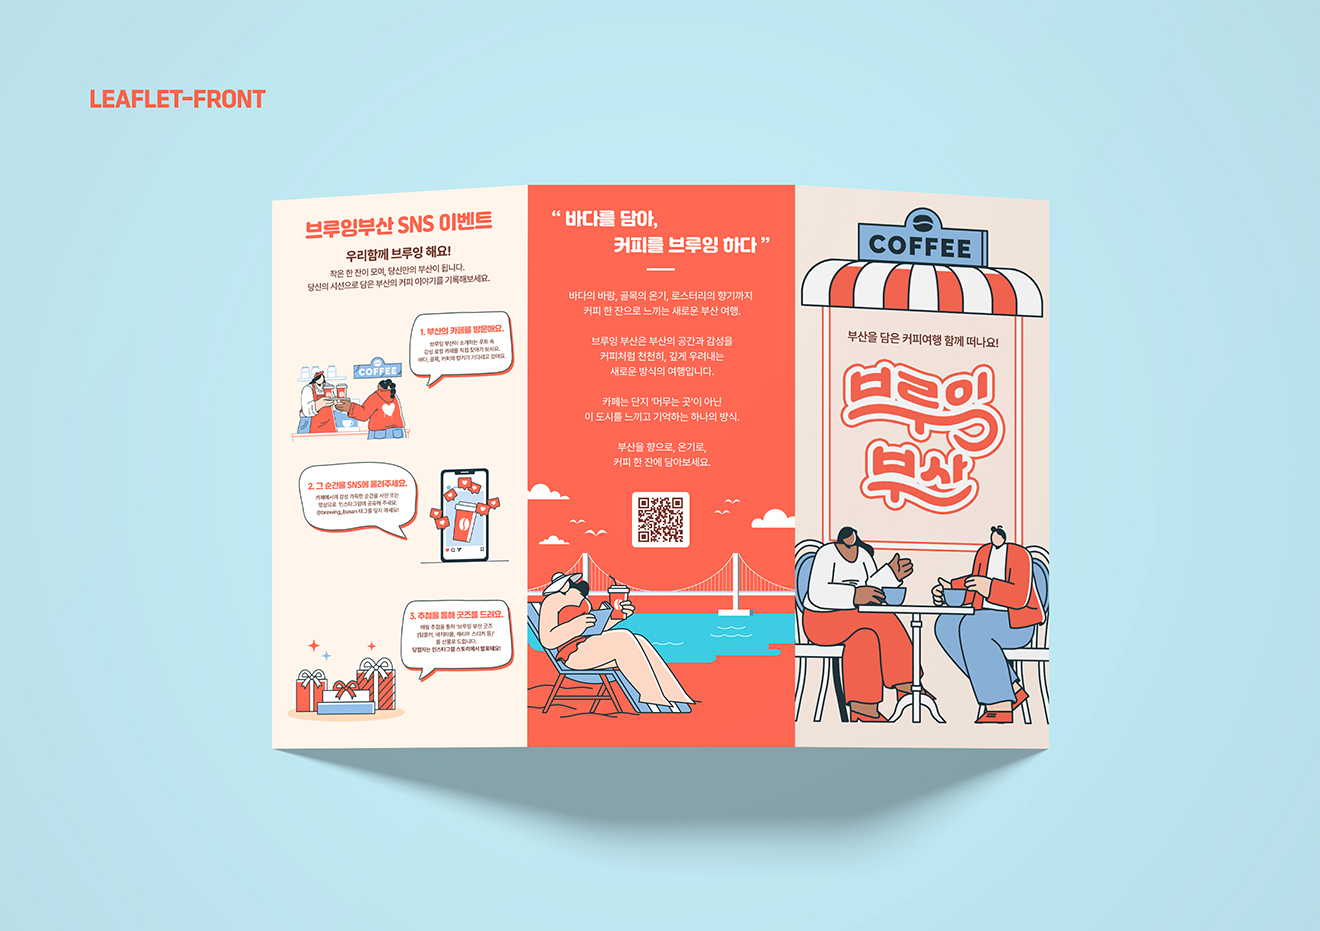 LEAFLET-FRONT
브루잉부산 SNS 이벤트
우리함께 브루잉 해요!
작은 한 잔이 모여, 당신만의 부산이 됩니다.
당신의 시선으로 담은 부산의 커피 이야기를 기록해보세요.
1. 부산의 카페를 방문해요.
브루잉 부산이 소개하는 루트 속
감성 로컬 카페를 직접 찾아가 보세요.
바다, 골목, 커피의 향기가 기다리고 있어요.
COFFEE
2. 그 순간을 SNS에 올려주세요.
카페에서의 감성 가득한 순간을 사진 또는
영상으로 인스타그램에 공유해 주세요.
@brewing_busan 태그를 잊지 마세요!
3. 추첨을 통해 굿즈를 드려요.
매월 추첨을 통해 '브루잉 부산 굿즈
(텀블러, 비치타올, 캐리어 스티커 등)'
를 선물로 드립니다.
당첨자는 인스타그램 스토리에서 발표돼요!
“ 바다를 담아,
커피를 브루잉 하다 ”
바다의 바람, 골목의 온기, 로스터리의 향기까지
커피 한 잔으로 느끼는 새로운 부산 여행.
브루잉 부산은 부산의 공간과 감성을
커피처럼 천천히, 깊게 우려내는
새로운 방식의 여행입니다.
카페는 단지 '머무는 곳'이 아닌
이 도시를 느끼고 기억하는 하나의 방식.
부산을 향으로, 온기로,
커피 한 잔에 담아보세요.
COFFEE
부산을 담은 커피여행 함께 떠나요!
브루잉
부산